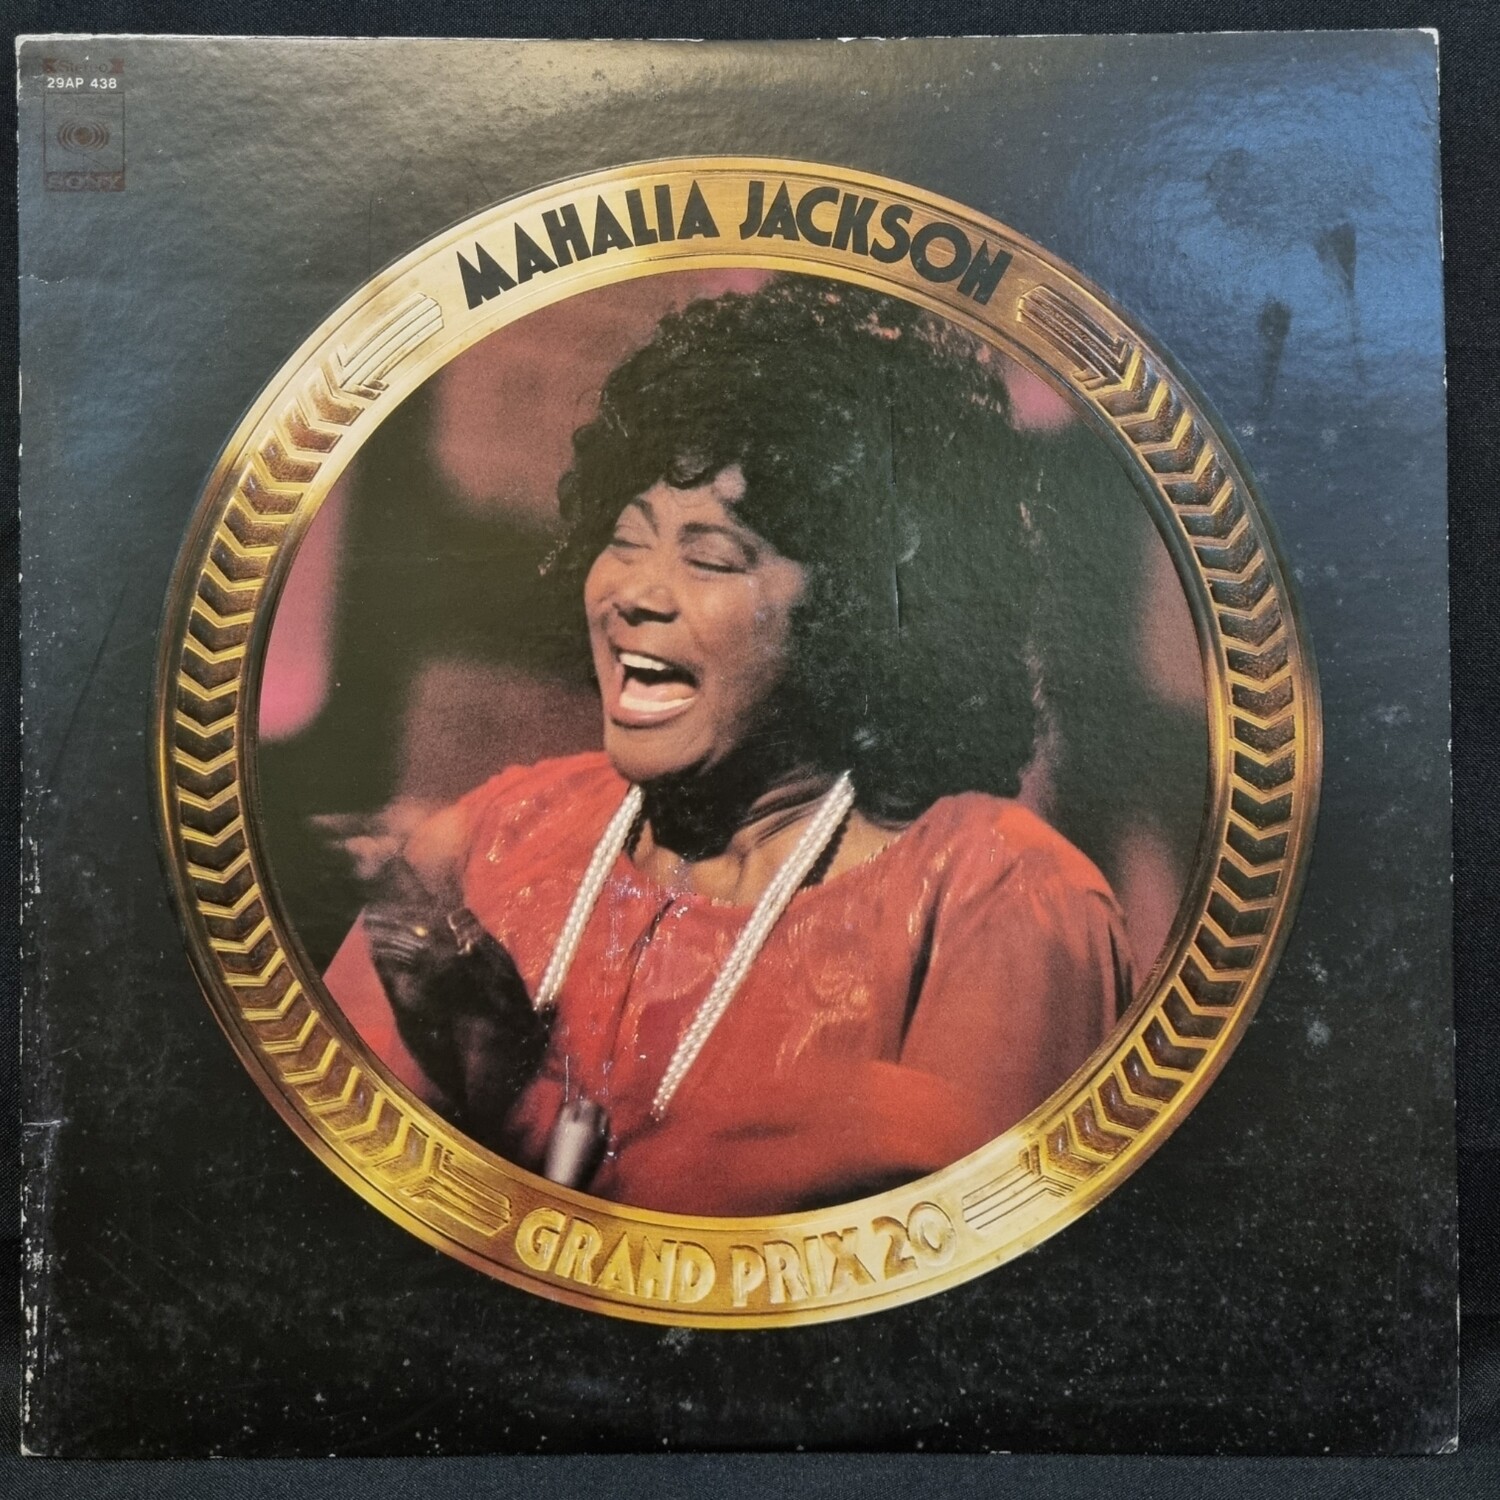 Stereo
29AP 438
SONY
MAHALIA JACKSON
GRAND PRIX 20